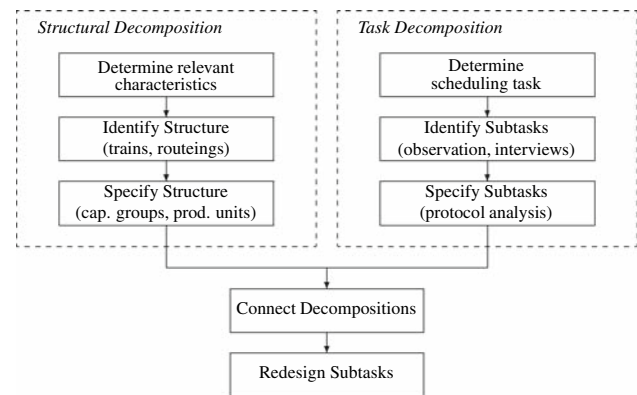 Structural Decomposition
Determine relevant
characteristics
Identify Structure
(trains, routeings)
Specify Structure
(cap. groups, prod. units)
Task Decomposition
Determine
scheduling task
Identify Subtasks
(observation, interviews)
Specify Subtasks
(protocol analysis)
Connect Decompositions
Redesign Subtasks